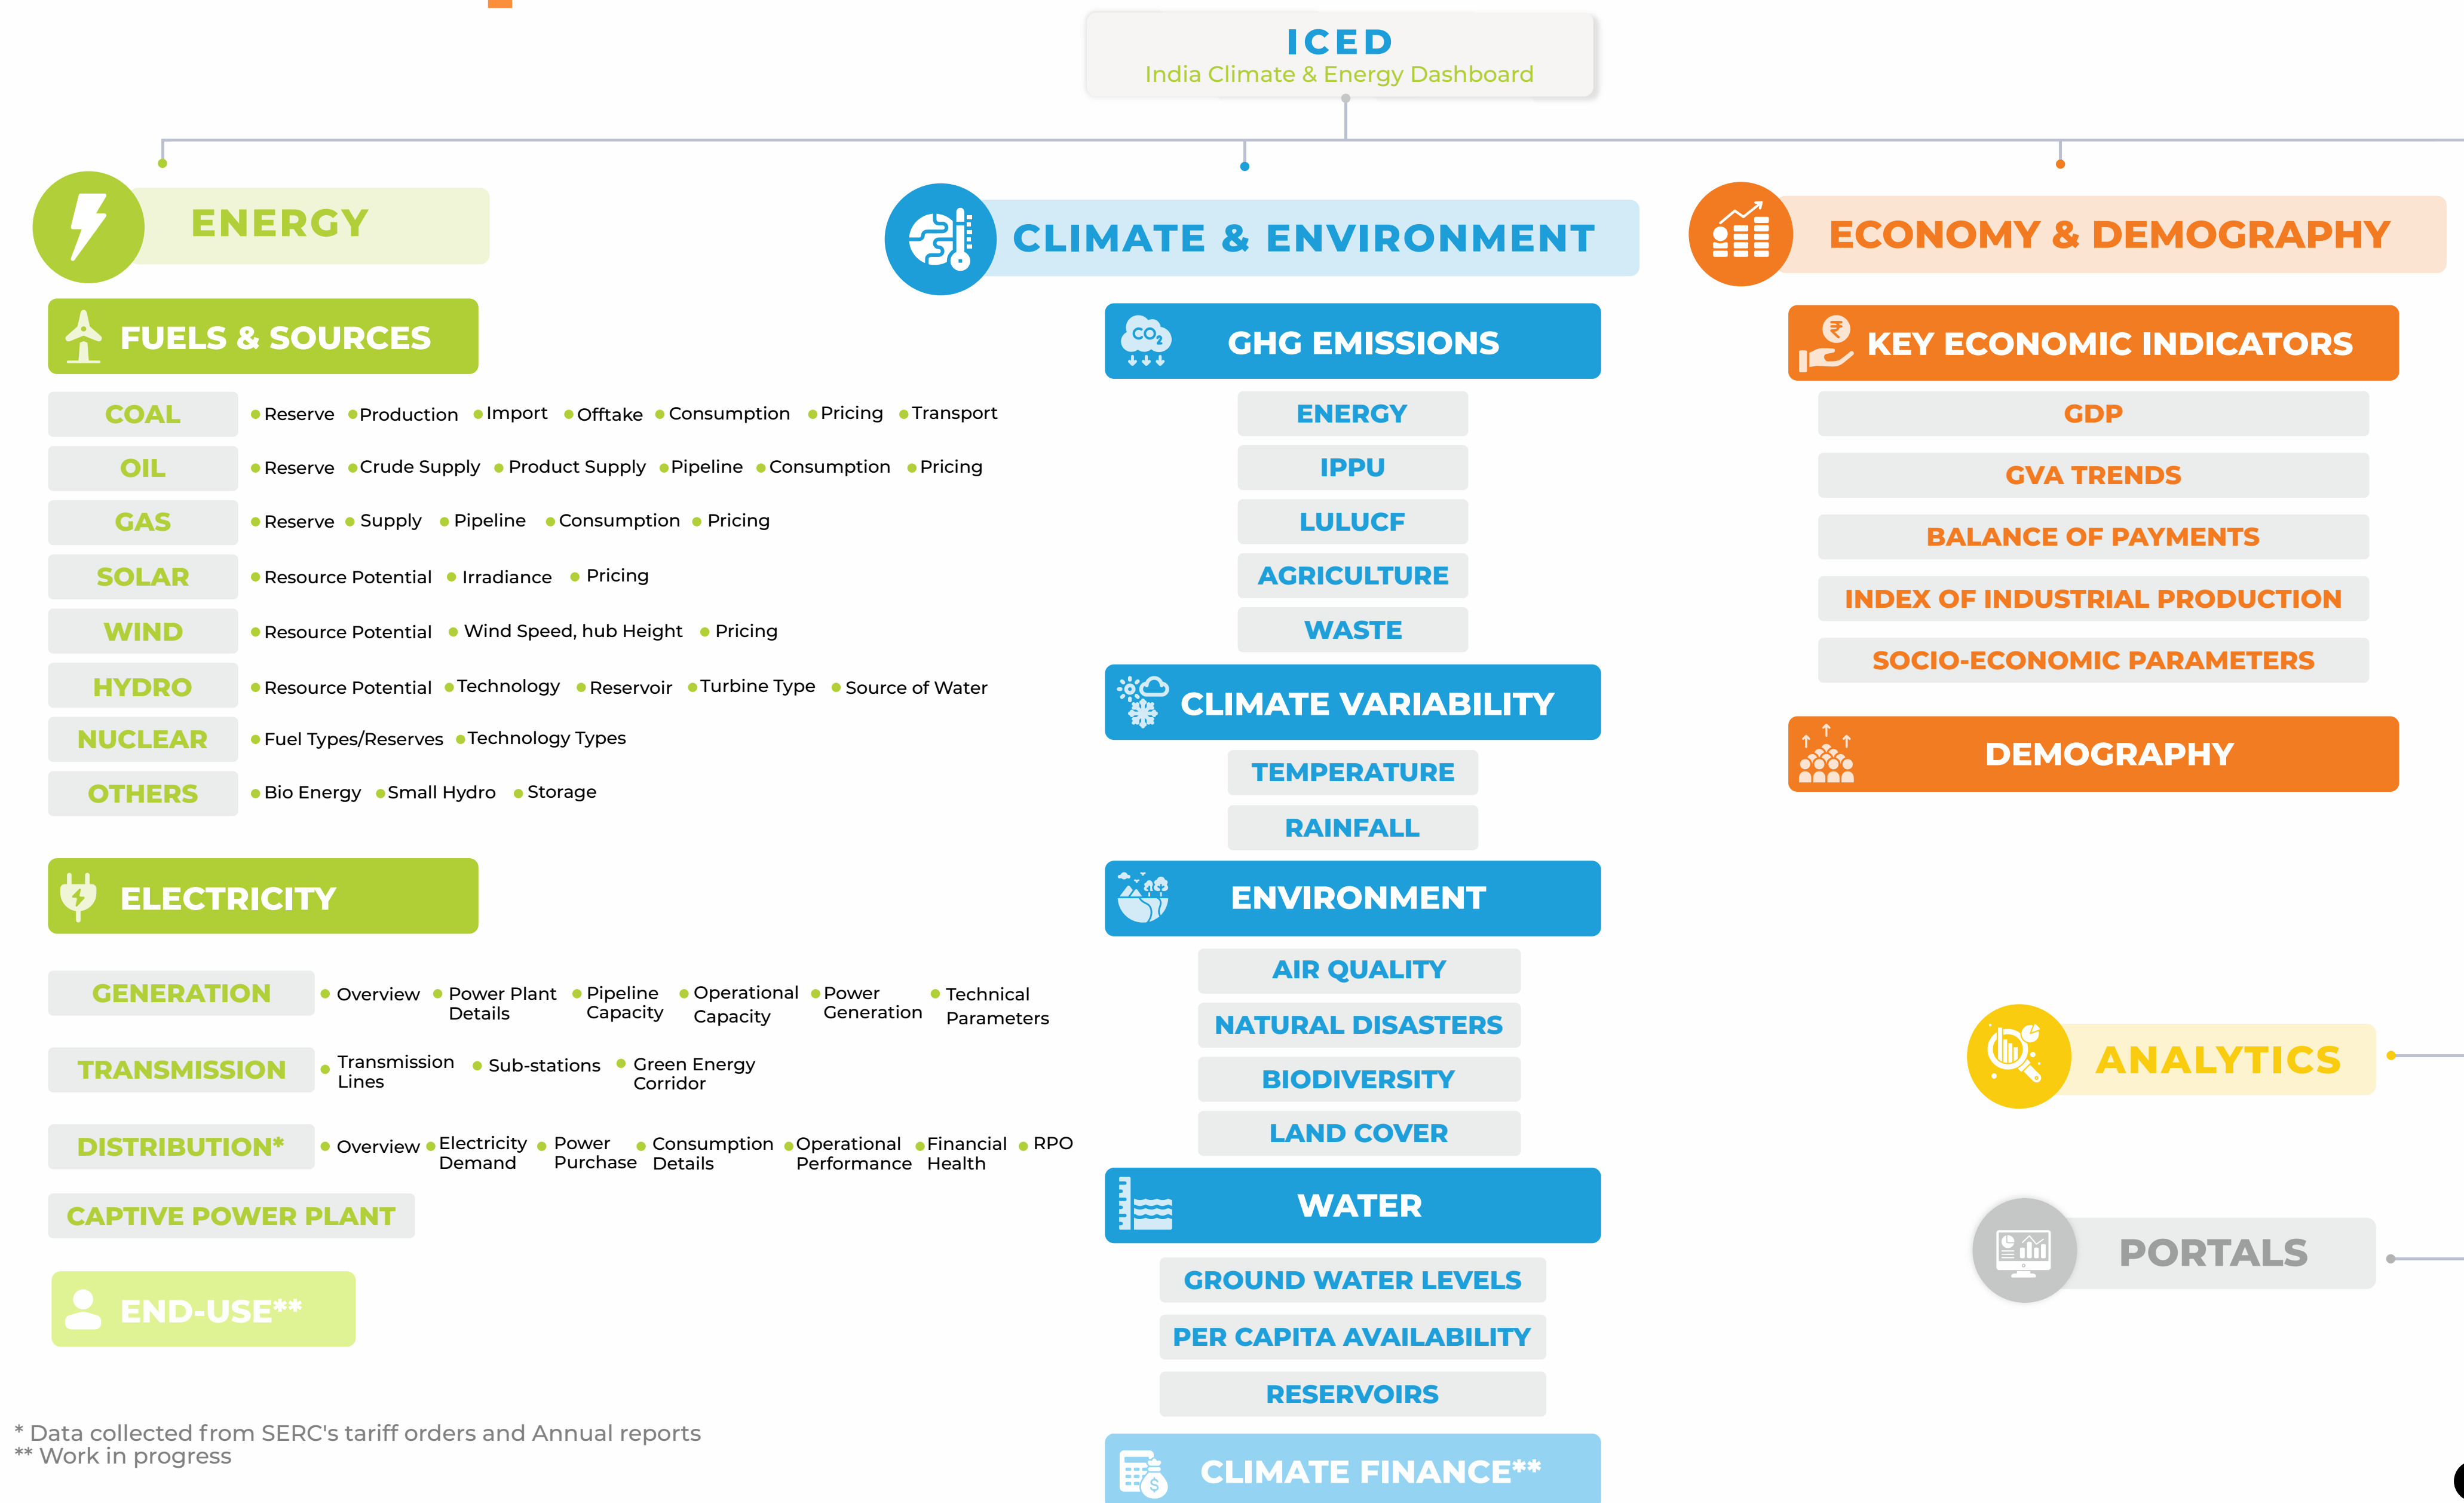 ICED
India Climate & Energy Dashboard
ENERGY
FUELS & SOURCES
COAL
Reserve Production Import Offtake Consumption Pricing Transport
OIL
Reserve Crude Supply Product Supply Pipeline Consumption Pricing
GAS
Reserve Supply Pipeline Consumption Pricing
SOLAR
Resource Potential Irradiance Pricing
WIND
Resource Potential Wind Speed, hub Height Pricing
HYDRO
Resource Potential Technology Reservoir Turbine Type Source of Water
NUCLEAR
Fuel Types/Reserves Technology Types
OTHERS
Bio Energy Small Hydro Storage
ELECTRICITY
GENERATION
Overview
Power Plant
Details
Pipeline
Capacity
Operational
Capacity
Power
Generation
Technical
Parameters
TRANSMISSION
Transmission
Lines
Sub-stations
Green Energy
Corridor
DISTRIBUTION*
Overview
Electricity
Demand
Power
Purchase
Consumption
Details
Operational
Performance
Financial
Health
RPO
CAPTIVE POWER PLANT
END-USE**
* Data collected from SERC's tariff orders and Annual reports
** Work in progress
CLIMATE & ENVIRONMENT
GHG EMISSIONS
CO2
ENERGY
IPPU
LULUCF
AGRICULTURE
WASTE
CLIMATE VARIABILITY
TEMPERATURE
RAINFALL
ENVIRONMENT
AIR QUALITY
NATURAL DISASTERS
BIODIVERSITY
LAND COVER
WATER
GROUND WATER LEVELS
PER CAPITA AVAILABILITY
RESERVOIRS
CLIMATE FINANCE**
$
ECONOMY & DEMOGRAPHY
₹
KEY ECONOMIC INDICATORS
GDP
GVA TRENDS
BALANCE OF PAYMENTS
INDEX OF INDUSTRIAL PRODUCTION
SOCIO-ECONOMIC PARAMETERS
DEMOGRAPHY
ANALYTICS
PORTALS